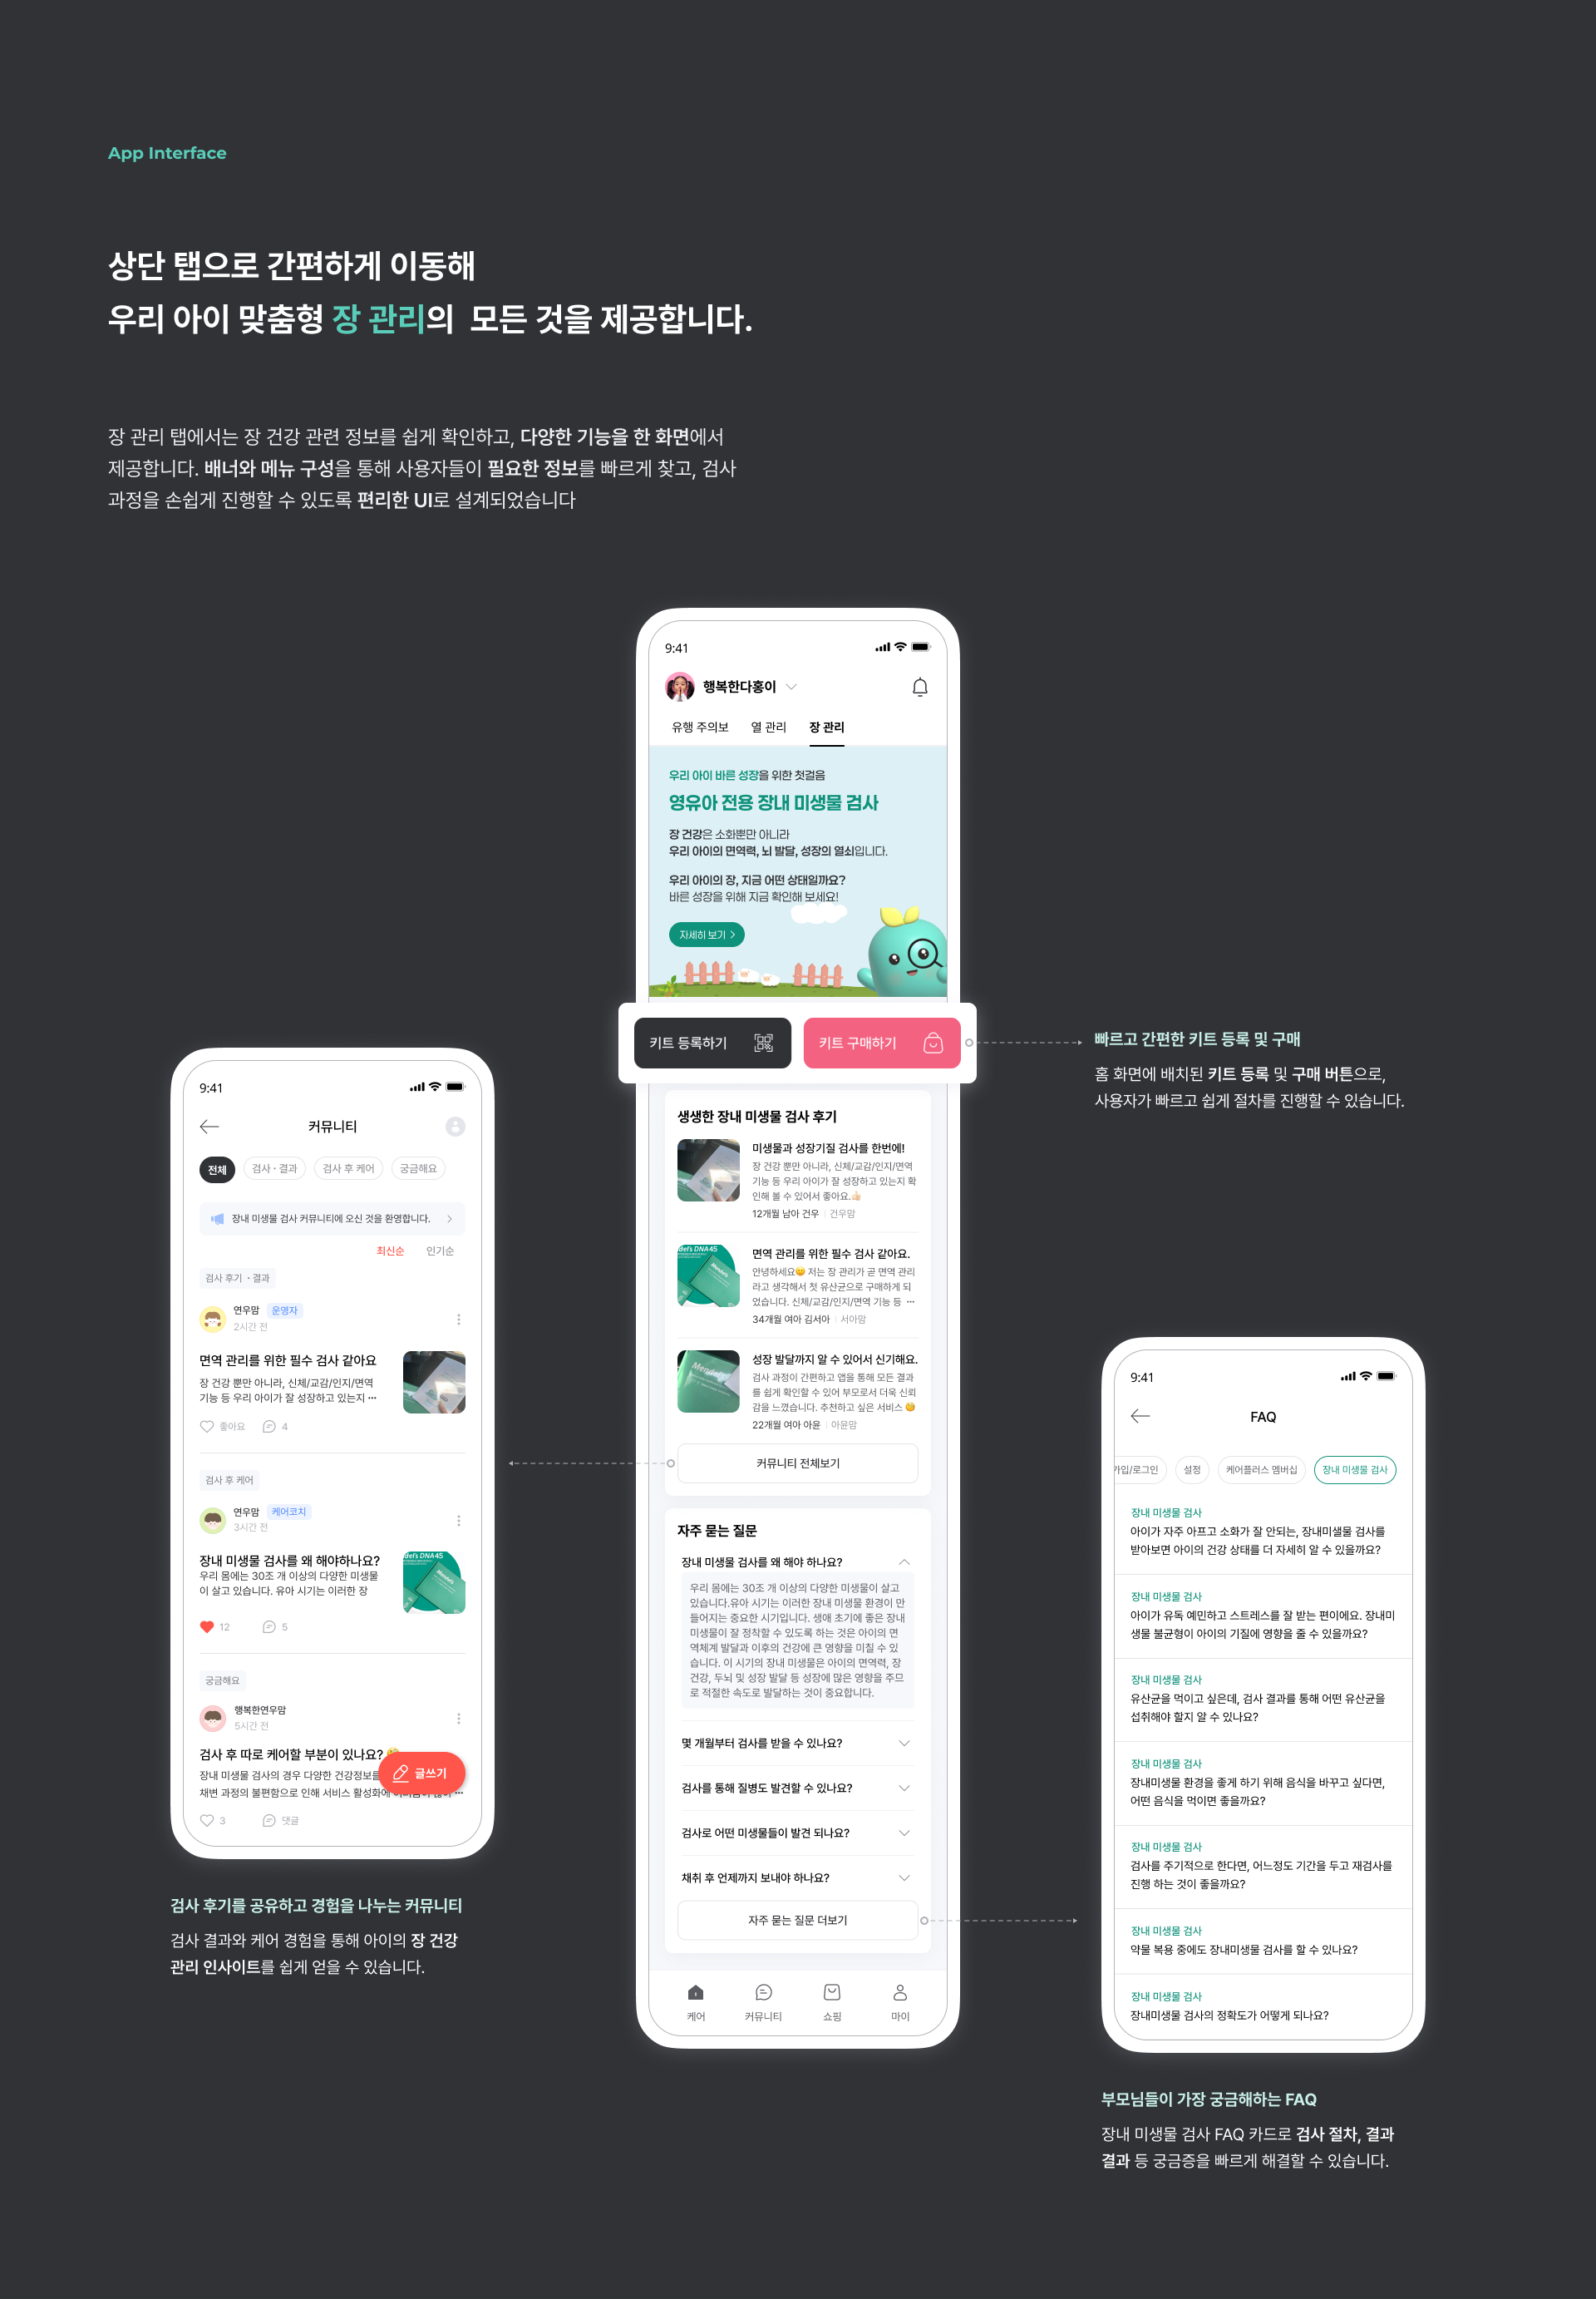 App Interface
상단 탭으로 간편하게 이동해
우리 아이 맞춤형 장 관리의 모든 것을 제공합니다.
장 관리 탭에서는 장 건강 관련 정보를 쉽게 확인하고, 다양한 기능을 한 화면에서
제공합니다. 배너와 메뉴 구성을 통해 사용자들이 필요한 정보를 빠르게 찾고, 검사
과정을 손쉽게 진행할 수 있도록 편리한 UI로 설계되었습니다
9:41
행복한다홍이
유행 주의보 열 관리 장 관리
우리 아이 바른 성장을 위한 첫걸음
영유아 전용 장내 미생물 검사
장 건강은 소화뿐만 아니라
우리 아이의 면역력, 뇌 발달, 성장의 열쇠입니다.
우리 아이의 장, 지금 어떤 상태일까요?
바른 성장을 위해 지금 확인해 보세요!
자세히 보기
키트 등록하기
키트 구매하기
빠르고 간편한 키트 등록 및 구매
홈 화면에 배치된 키트 등록 및 구매 버튼으로,
사용자가 빠르고 쉽게 절차를 진행할 수 있습니다.
생생한 장내 미생물 검사 후기
미생물과 성장기질 검사를 한번에!
장 건강 뿐만 아니라, 신체/교감/인지/면역
기능 등 우리 아이가 잘 성장하고 있는지 확
인해 볼 수 있어서 좋아요.👍🏻
12개월 남아 건우 건우맘
del's DNA45
Mendel's
면역 관리를 위한 필수 검사 같아요.
안녕하세요😊 저는 장 관리가 곧 면역 관리
라고 생각해서 첫 유산균으로 구매하게 되
었습니다. 신체/교감/인지/면역 기능 등 ···
34개월 여아 김서아 서아맘
Mendel's
성장 발달까지 알 수 있어서 신기해요.
검사 과정이 간편하고 앱을 통해 모든 결과
를 쉽게 확인할 수 있어 부모로서 더욱 신뢰
감을 느꼈습니다. 추천하고 싶은 서비스 😊
22개월 여아 아윤 아윤맘
커뮤니티 전체보기
자주 묻는 질문
장내 미생물 검사를 왜 해야 하나요?
우리 몸에는 30조 개 이상의 다양한 미생물이 살고
있습니다.유아 시기는 이러한 장내 미생물 환경이 만
들어지는 중요한 시기입니다. 생애 초기에 좋은 장내
미생물이 잘 정착할 수 있도록 하는 것은 아이의 면
역체계 발달과 이후의 건강에 큰 영향을 미칠 수 있
습니다. 이 시기의 장내 미생물은 아이의 면역력, 장
건강, 두뇌 및 성장 발달 등 성장에 많은 영향을 주므
로 적절한 속도로 발달하는 것이 중요합니다.
몇 개월부터 검사를 받을 수 있나요?
검사를 통해 질병도 발견할 수 있나요?
검사로 어떤 미생물들이 발견 되나요?
채취 후 언제까지 보내야 하나요?
자주 묻는 질문 더보기
케어 커뮤니티 쇼핑 마이
9:41
커뮤니티
전체 검사 · 결과 검사 후 케어 궁금해요
장내 미생물 검사 커뮤니티에 오신 것을 환영합니다.
최신순 인기순
검사 후기 · 결과
연우맘 운영자
2시간 전
면역 관리를 위한 필수 검사 같아요
장 건강 뿐만 아니라, 신체/교감/인지/면역
기능 등 우리 아이가 잘 성장하고 있는지 ···
좋아요 4
검사 후 케어
연우맘 케어코치
3시간 전
장내 미생물 검사를 왜 해야하나요?
우리 몸에는 30조 개 이상의 다양한 미생물
이 살고 있습니다. 유아 시기는 이러한 장
del's DNA45
Mendel's
12 5
궁금해요
행복한연우맘
5시간 전
검사 후 따로 케어할 부분이 있나요?
장내 미생물 검사의 경우 다양한 건강정보를
채변 과정의 불편함으로 인해 서비스 활성화에 ···
글쓰기
3 댓글
검사 후기를 공유하고 경험을 나누는 커뮤니티
검사 결과와 케어 경험을 통해 아이의 장 건강
관리 인사이트를 쉽게 얻을 수 있습니다.
9:41
FAQ
가입/로그인 설정 케어플러스 멤버십 장내 미생물 검사
장내 미생물 검사
아이가 자주 아프고 소화가 잘 안되는, 장내미샐물 검사를
받아보면 아이의 건강 상태를 더 자세히 알 수 있을까요?
장내 미생물 검사
아이가 유독 예민하고 스트레스를 잘 받는 편이에요. 장내미
생물 불균형이 아이의 기질에 영향을 줄 수 있을까요?
장내 미생물 검사
유산균을 먹이고 싶은데, 검사 결과를 통해 어떤 유산균을
섭취해야 할지 알 수 있나요?
장내 미생물 검사
장내미생물 환경을 좋게 하기 위해 음식을 바꾸고 싶다면,
어떤 음식을 먹이면 좋을까요?
장내 미생물 검사
검사를 주기적으로 한다면, 어느정도 기간을 두고 재검사를
진행 하는 것이 좋을까요?
장내 미생물 검사
약물 복용 중에도 장내미생물 검사를 할 수 있나요?
장내 미생물 검사
장내미생물 검사의 정확도가 어떻게 되나요?
부모님들이 가장 궁금해하는 FAQ
장내 미생물 검사 FAQ 카드로 검사 절차, 결과
결과 등 궁금증을 빠르게 해결할 수 있습니다.